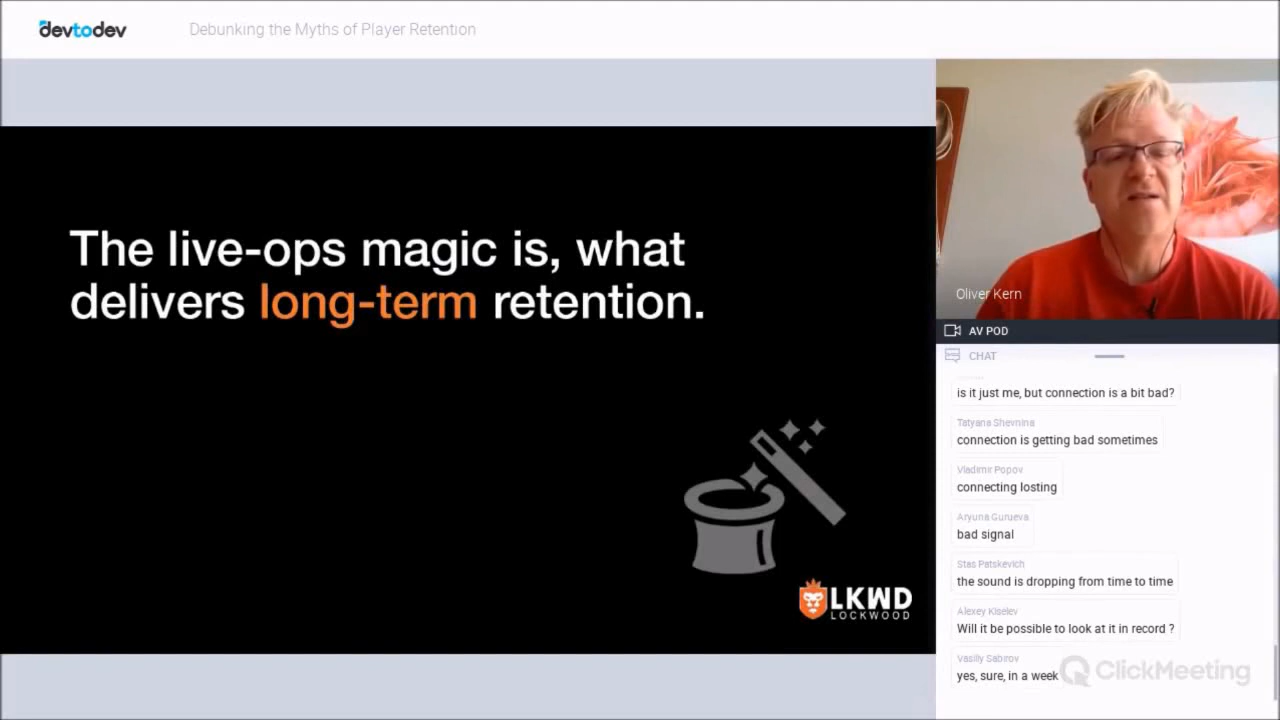 devtodev
Debunking the Myths of Player Retention
The live-ops magic is, what
delivers long-term retention.
LKWD
LOCKWOOD
Oliver Kern
AV POD
CHAT
is it just me, but connection is a bit bad?
Tatyana Shevnina
connection is getting bad sometimes
Vladimir Popov
connecting losting
Aryuna Gurueva
bad signal
Stas Patskevich
the sound is dropping from time to time
Alexey Kiselev
Will it be possible to look at it in record ?
Vasiliy Sabirov
yes, sure, in a week
ClickMeeting